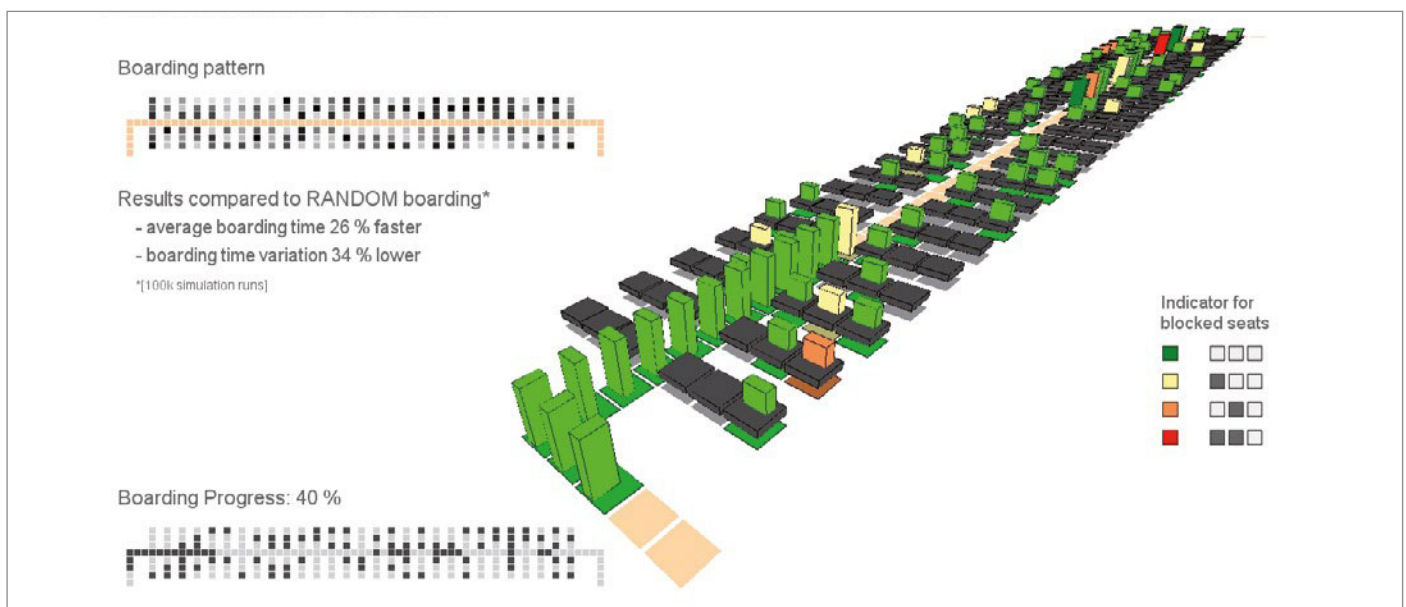 Boarding pattern
Results compared to RANDOM boarding*
- average boarding time 26 % faster
- boarding time variation 34 % lower
*[100k simulation runs]
Indicator for
blocked seats
Boarding Progress: 40 %